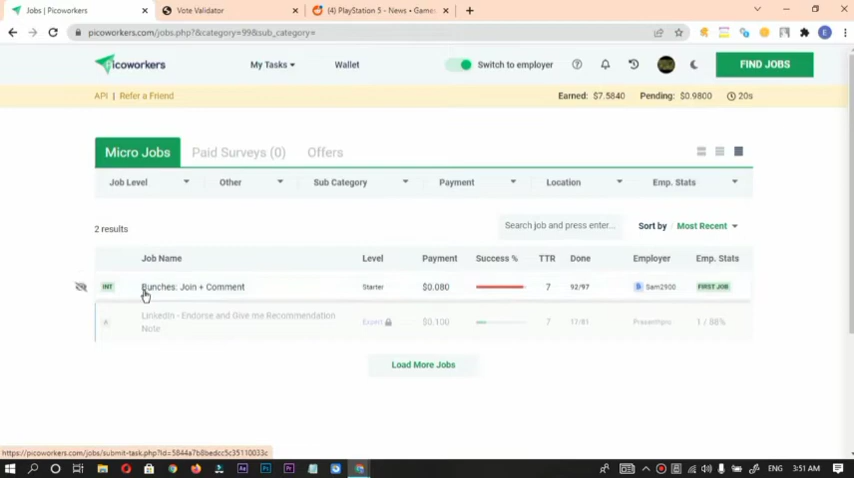 Jobs | Picoworkers
Vote Validator
(4) PlayStation 5 - News • Game
picoworkers.com/jobs.php?&category=99&sub_category=
E
picoworkers
My Tasks
Wallet
Switch to employer
FIND JOBS
API | Refer a Friend
Earned: $7.5840
Pending: $0.9800
20s
Micro Jobs
Paid Surveys (0)
Offers
Job Level
Other
Sub Category
Payment
Location
Emp. Stats
2 results
Search job and press enter...
Sort by
Most Recent
Job Name
Level
Payment
Success %
TTR
Done
Employer
Emp. Stats
INT
Bunches: Join + Comment
Starter
$0.080
7
92/97
Sam2900
FIRST JOB
LinkedIn - Endorse and Give me Recommendation
Note
Expert
$0.100
7
17/81
1 / 88%
Load More Jobs
https://picoworkers.com/jobs/submit-task.php?id=5844a7b8bedcc5c35110033c
ENG
3:51 AM